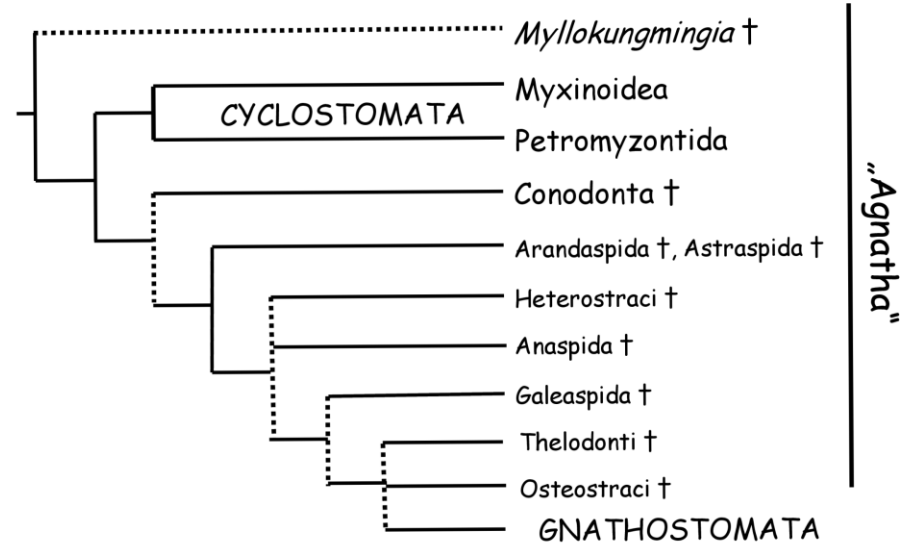 Myllokungmingia †
Myxinoidea
CYCLOSTOMATA
Petromyzontida
Conodonta †
Arandaspida †, Astraspida †
Heterostraci †
Anaspida †
Galeaspida †
Thelodonti †
Osteostraci †
GNATHOSTOMATA
„Agnatha“